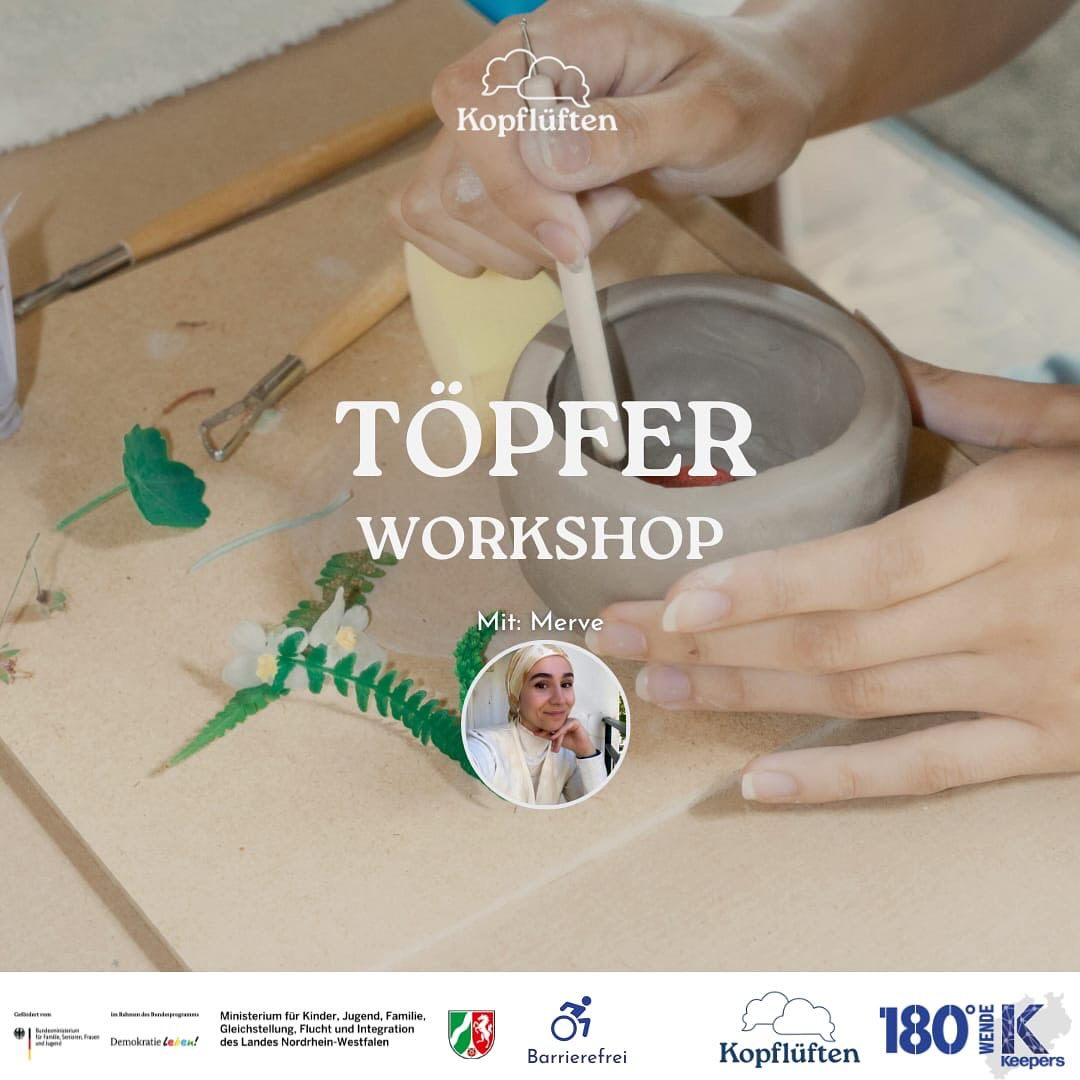 Kopflüften
TÖPFER
WORKSHOP
Mit: Merve
Gefördert vom
Bundesministerium
für Familie, Senioren, Frauen
und Jugend
im Rahmen des Bundesprogramms
Demokratie leben!
Ministerium für Kinder, Jugend, Familie,
Gleichstellung, Flucht und Integration
des Landes Nordrhein-Westfalen
Barrierefrei
Kopflüften
180°
WENDE
K
Keepers